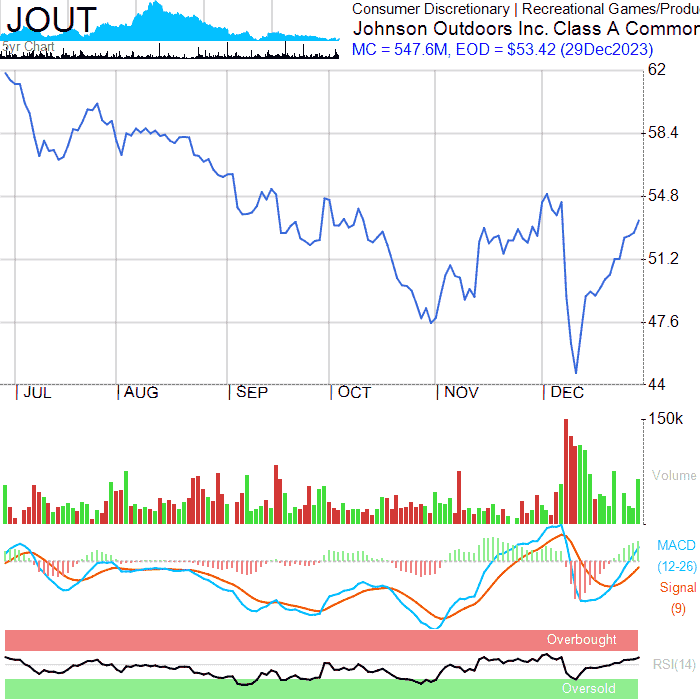 JOUT
5yr Chart
Consumer Discretionary | Recreational Games/Produ
Johnson Outdoors Inc. Class A Common
MC = 547.6M, EOD = $53.42 (29Dec2023)
62
58.4
54.8
51.2
47.6
44
JUL AUG SEP OCT NOV DEC
150k
Volume
MACD
(12-26)
Signal
(9)
Overbought
RSI(14)
Oversold